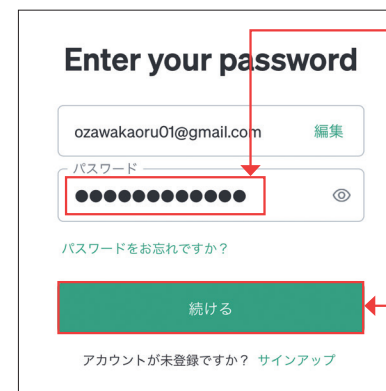 Enter your password
ozawakaoru01@gmail.com 編集
パスワード
●●●●●●●●●●●●
パスワードをお忘れですか？
続ける
アカウントが未登録ですか？ サインアップ